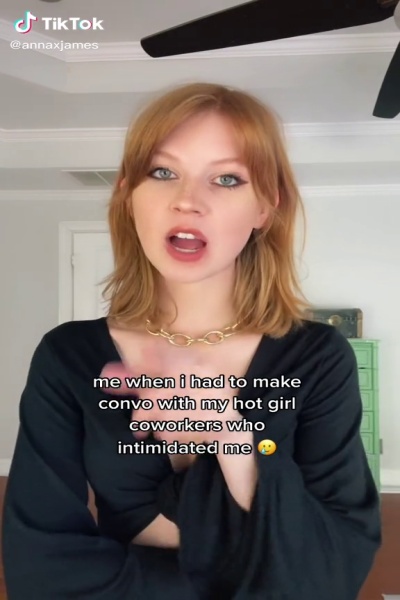 TikTok
@annaxjames
me when i had to make
convo with my hot girl
coworkers who
intimidated me 🥲